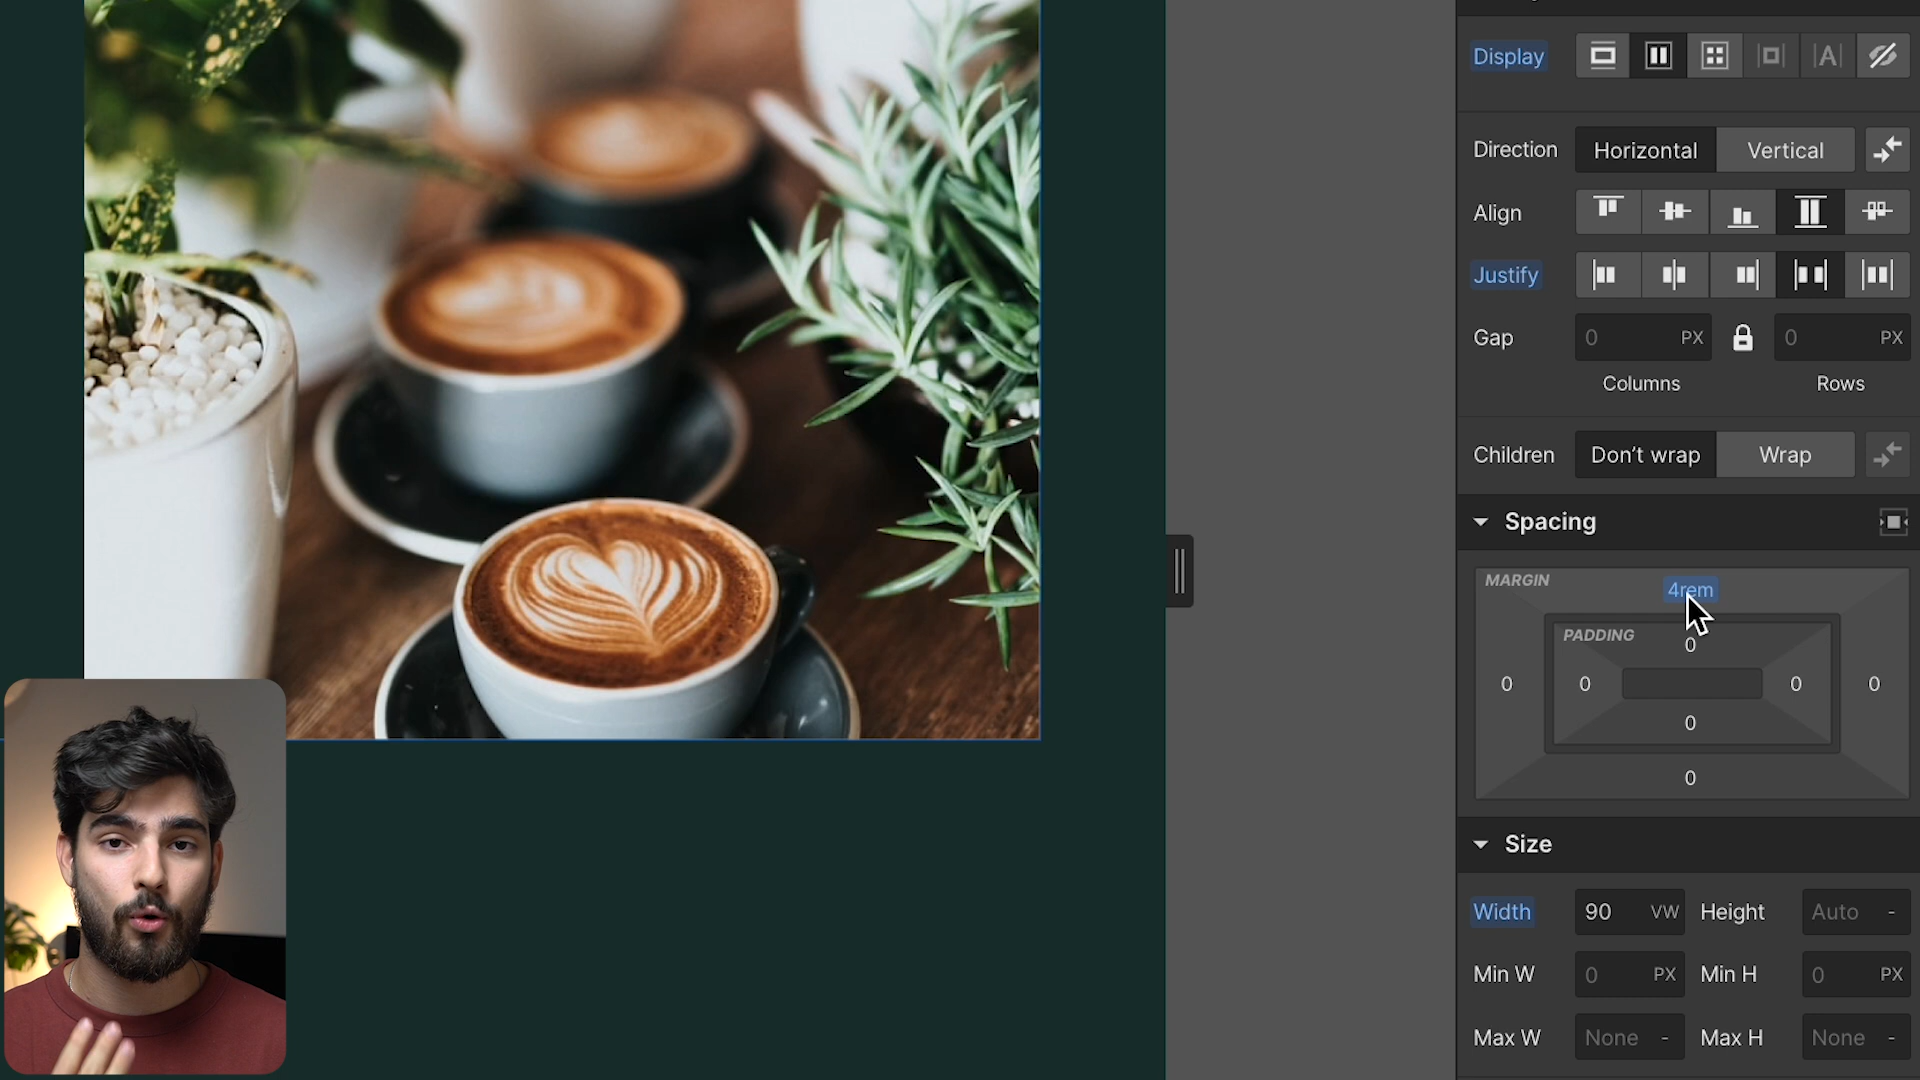 Display
Direction Horizontal Vertical
Align
Justify
Gap 0 PX 0 PX
Columns Rows
Children Don't wrap Wrap
Spacing
MARGIN 4rem
PADDING 0
0 0 0 0
0
0
Size
Width 90 VW Height Auto -
Min W 0 PX Min H 0 PX
Max W None - Max H None -